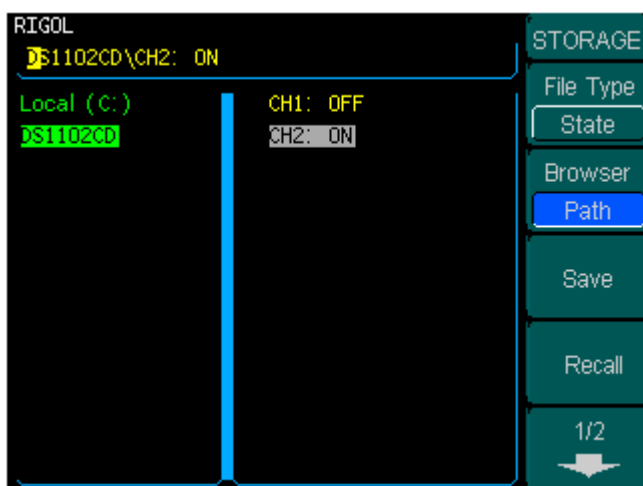 RIGOL
DS1102CD\CH2: ON
Local (C:)
DS1102CD
CH1: OFF
CH2: ON
STORAGE
File Type
State
Browser
Path
Save
Recall
1/2